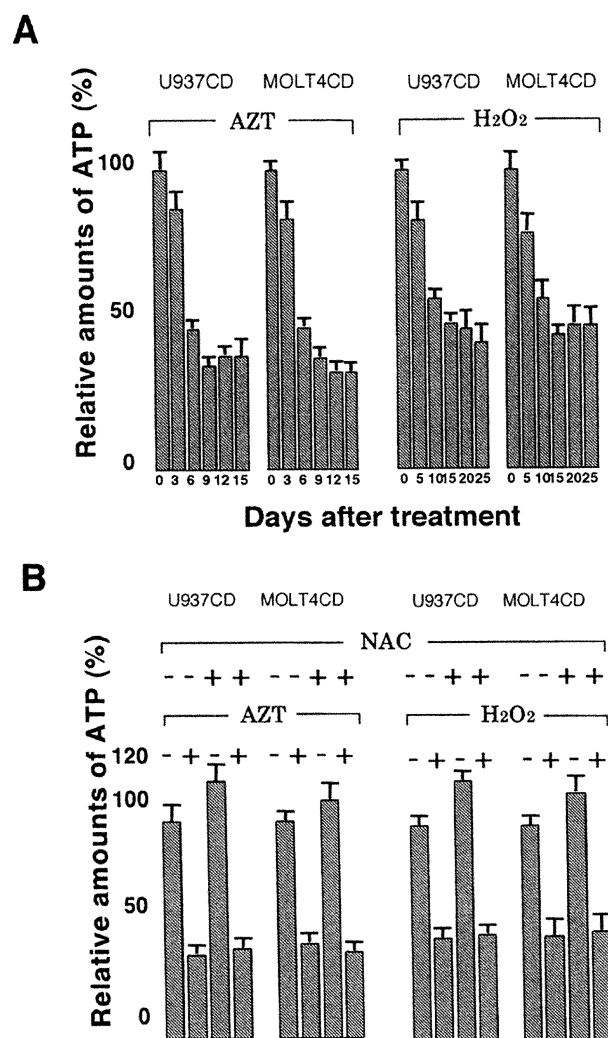 A
U937CD MOLT4CD U937CD MOLT4CD
AZT H2O2
Relative amounts of ATP (%)
100
50
0
0 3 6 9 12 15 0 3 6 9 12 15 0 5 10 15 20 25 0 5 10 15 20 25
Days after treatment
B
U937CD MOLT4CD U937CD MOLT4CD
NAC
- - + + - - + + - - + + - - + +
AZT H2O2
- + - + - + - + - + - + - + - +
Relative amounts of ATP (%)
120
100
50
0